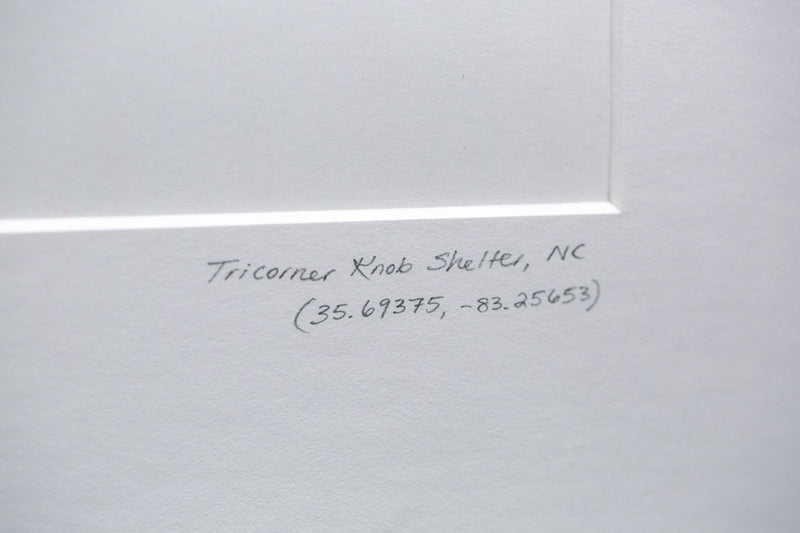 Tricorner Knob Shelter, NC
(35.69375, -83.25653)